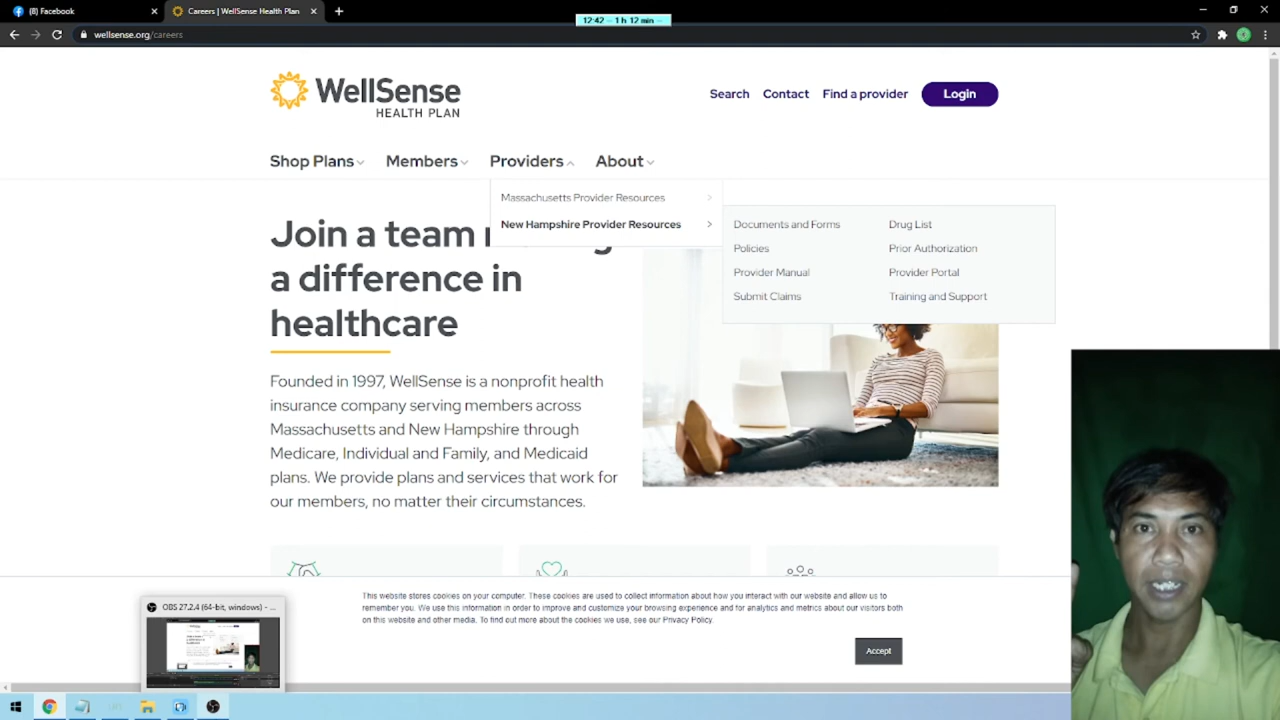 (8) Facebook
Careers | WellSense Health Plan
12:42 – 1 h 12 min –
wellsense.org/careers
WellSense
HEALTH PLAN
Search
Contact
Find a provider
Login
Shop Plans
Members
Providers
About
Massachusetts Provider Resources
New Hampshire Provider Resources
Documents and Forms
Drug List
Policies
Prior Authorization
Provider Manual
Provider Portal
Submit Claims
Training and Support
Join a team
a difference in
healthcare
Founded in 1997, WellSense is a nonprofit health
insurance company serving members across
Massachusetts and New Hampshire through
Medicare, Individual and Family, and Medicaid
plans. We provide plans and services that work for
our members, no matter their circumstances.
This website stores cookies on your computer. These cookies are used to collect information about how you interact with our website and allow us to
remember you. We use this information in order to improve and customize your browsing experience and for analytics and metrics about our visitors both
on this website and other media. To find out more about the cookies we use, see our Privacy Policy.
Accept
OBS 27.2.4 (64-bit, windows) - ...